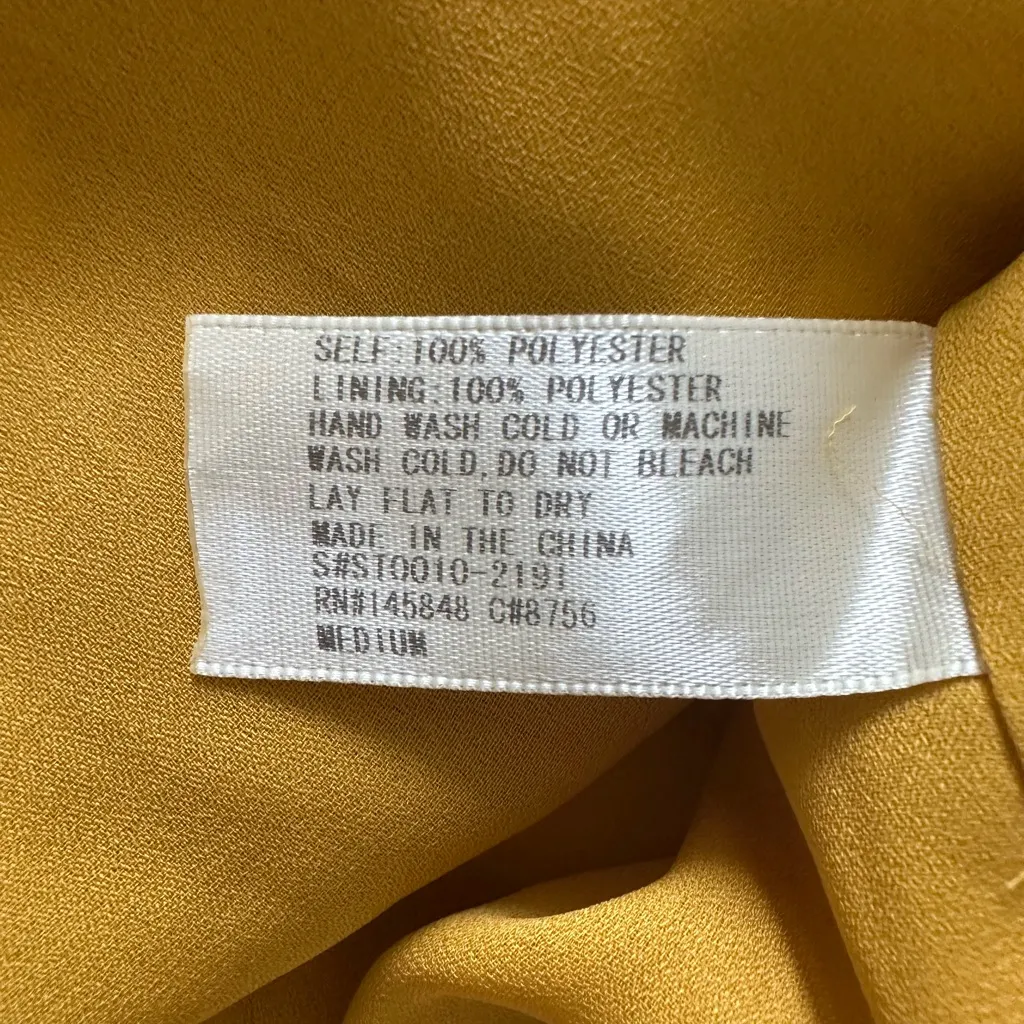 SELF:100% POLYESTER
LINING:100% POLYESTER
HAND WASH COLD OR MACHINE
WASH COLD,DO NOT BLEACH
LAY FLAT TO DRY
MADE IN THE CHINA
S#ST0010-2191
RN#145848 C#8756
MEDIUM